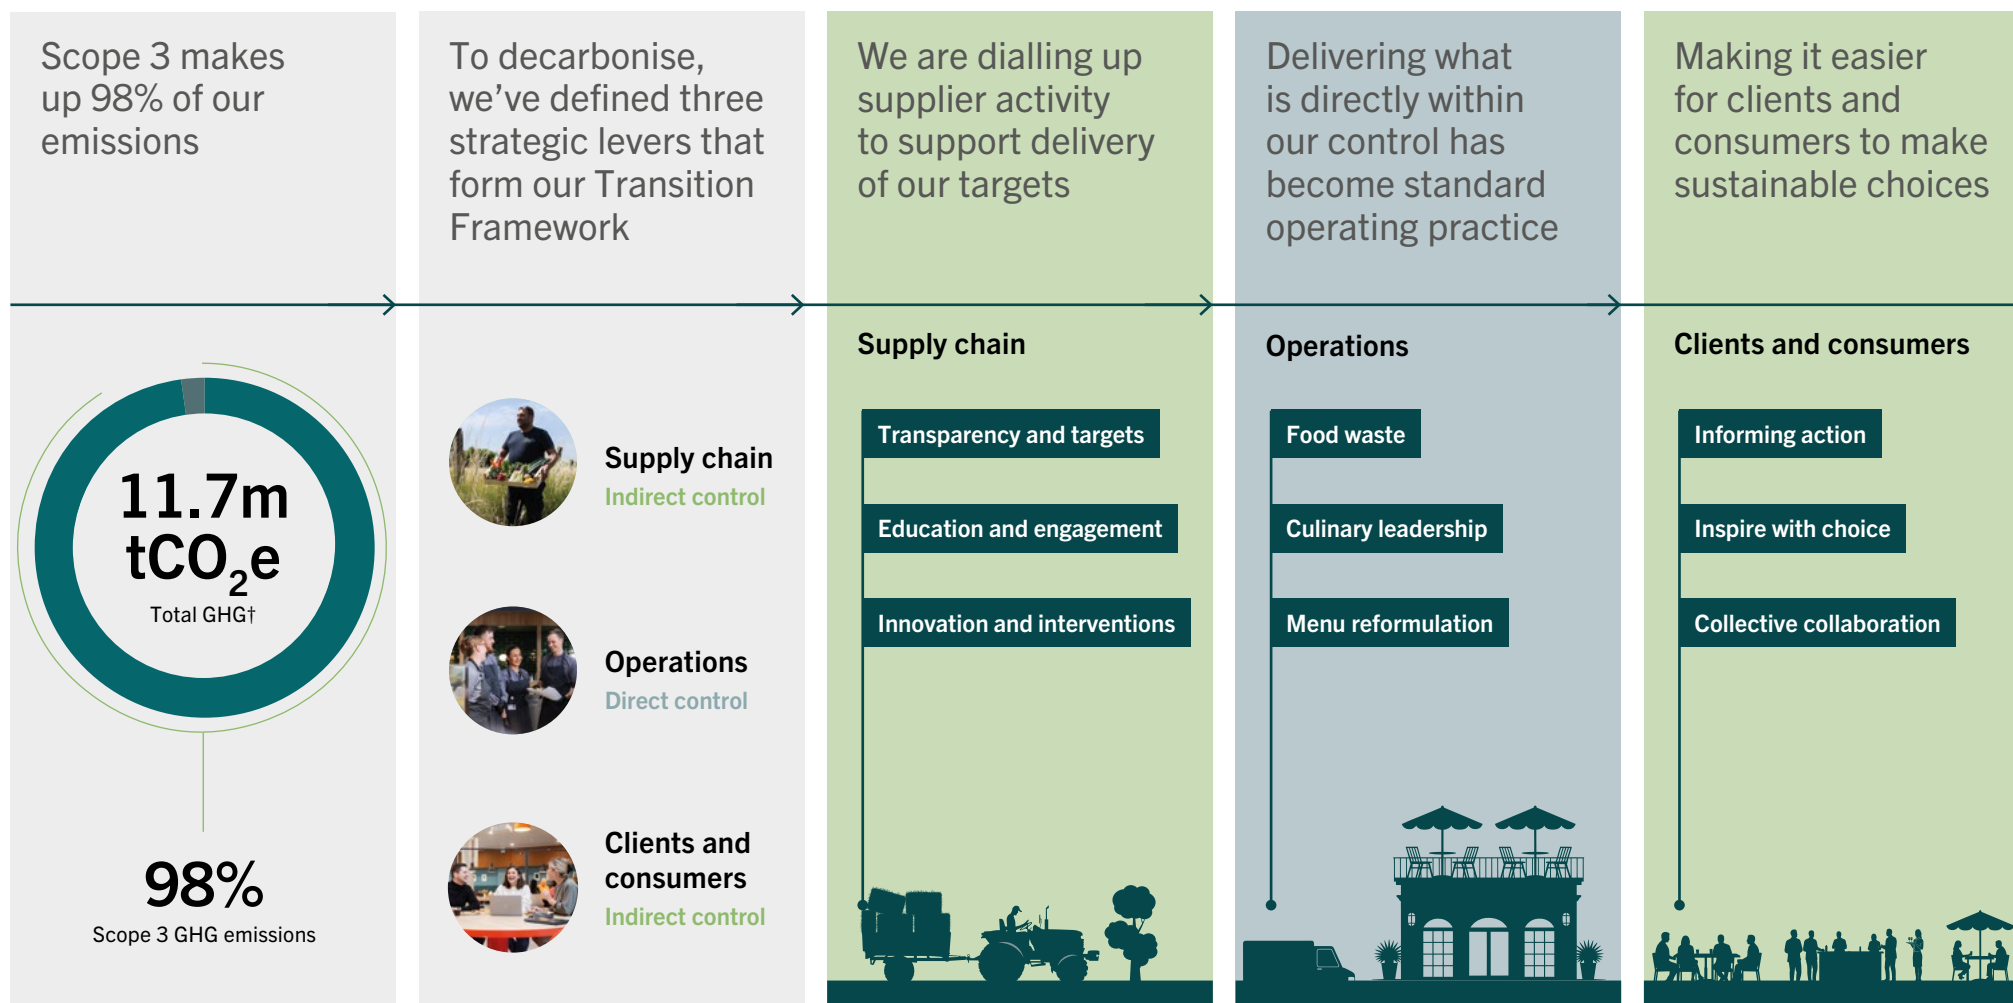 Scope 3 makes
up 98% of our
emissions
11.7m
tCO₂e
Total GHG†
98%
Scope 3 GHG emissions
To decarbonise,
we’ve defined three
strategic levers that
form our Transition
Framework
Supply chain
Indirect control
Operations
Direct control
Clients and
consumers
Indirect control
We are dialling up
supplier activity
to support delivery
of our targets
Supply chain
Transparency and targets
Education and engagement
Innovation and interventions
Delivering what
is directly within
our control has
become standard
operating practice
Operations
Food waste
Culinary leadership
Menu reformulation
Making it easier
for clients and
consumers to make
sustainable choices
Clients and consumers
Informing action
Inspire with choice
Collective collaboration